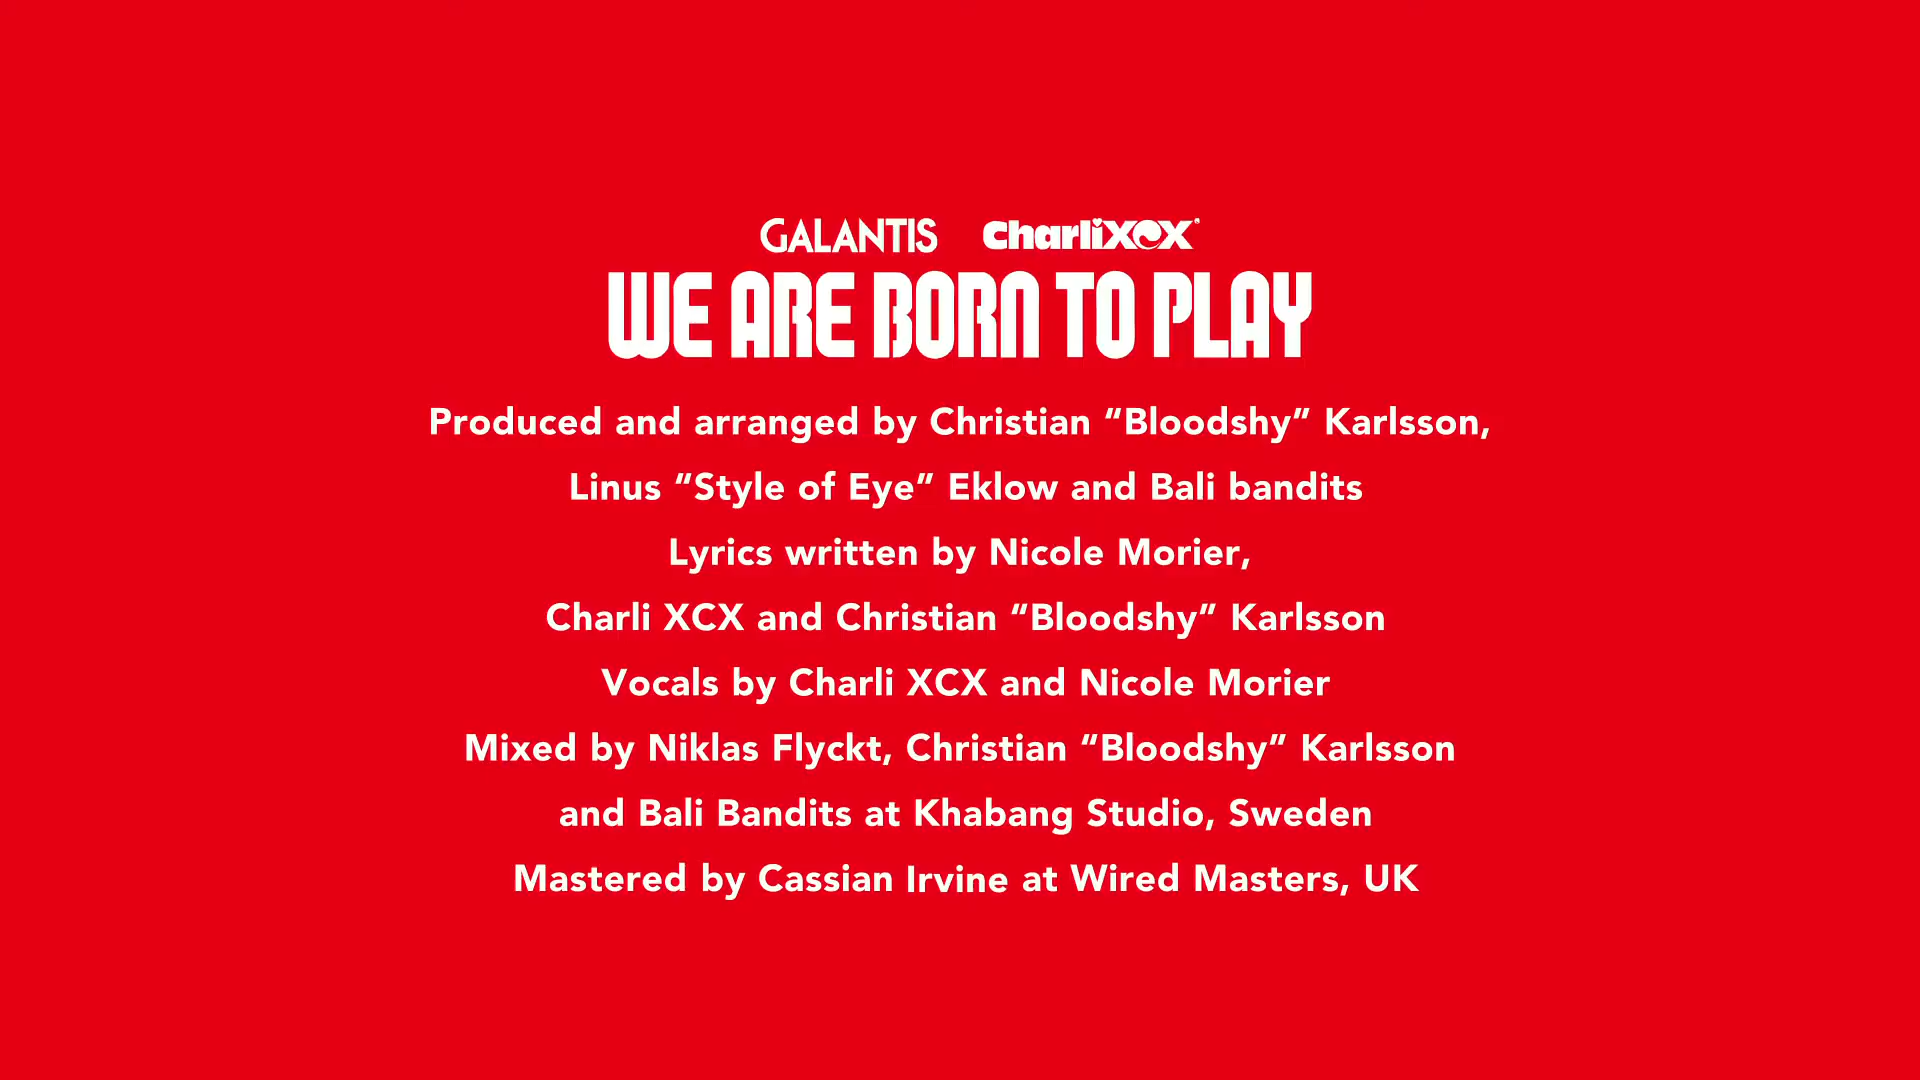 GALANTIS CharliXCX
WE ARE BORN TO PLAY
Produced and arranged by Christian “Bloodshy” Karlsson,
Linus “Style of Eye” Eklow and Bali bandits
Lyrics written by Nicole Morier,
Charli XCX and Christian “Bloodshy” Karlsson
Vocals by Charli XCX and Nicole Morier
Mixed by Niklas Flyckt, Christian “Bloodshy” Karlsson
and Bali Bandits at Khabang Studio, Sweden
Mastered by Cassian Irvine at Wired Masters, UK